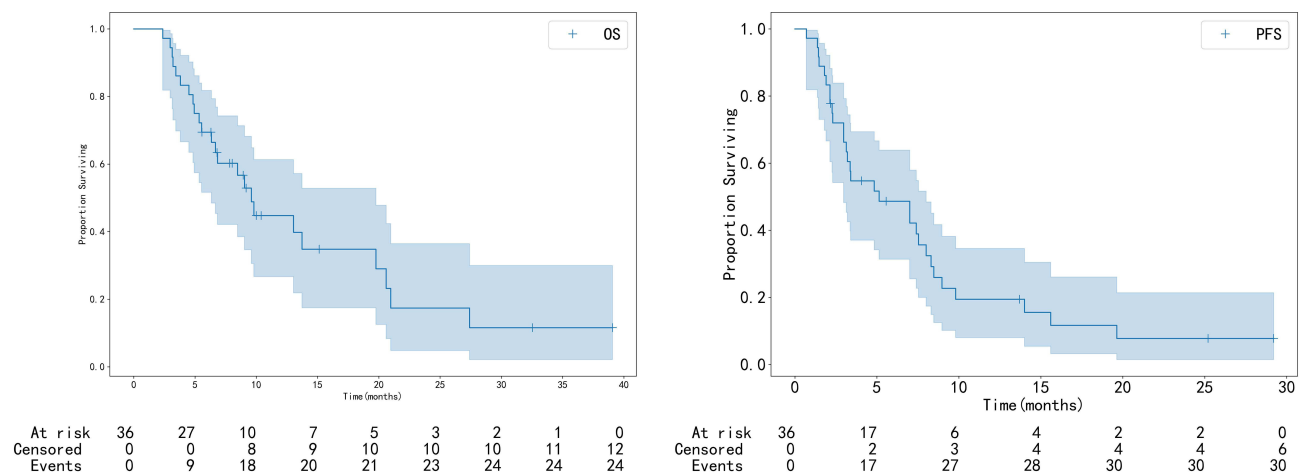 OS
1.0
0.8
0.6
0.4
0.2
0.0
Proportion Surviving
0 5 10 15 20 25 30 35 40
Time(months)
At risk 36 27 10 7 5 3 2 1 0
Censored 0 0 8 9 10 10 10 11 12
Events 0 9 18 20 21 23 24 24 24
PFS
1.0
0.8
0.6
0.4
0.2
0.0
Proportion Surviving
0 5 10 15 20 25 30
Time(months)
At risk 36 17 6 4 2 2 0
Censored 0 2 3 4 4 4 6
Events 0 17 27 28 30 30 30